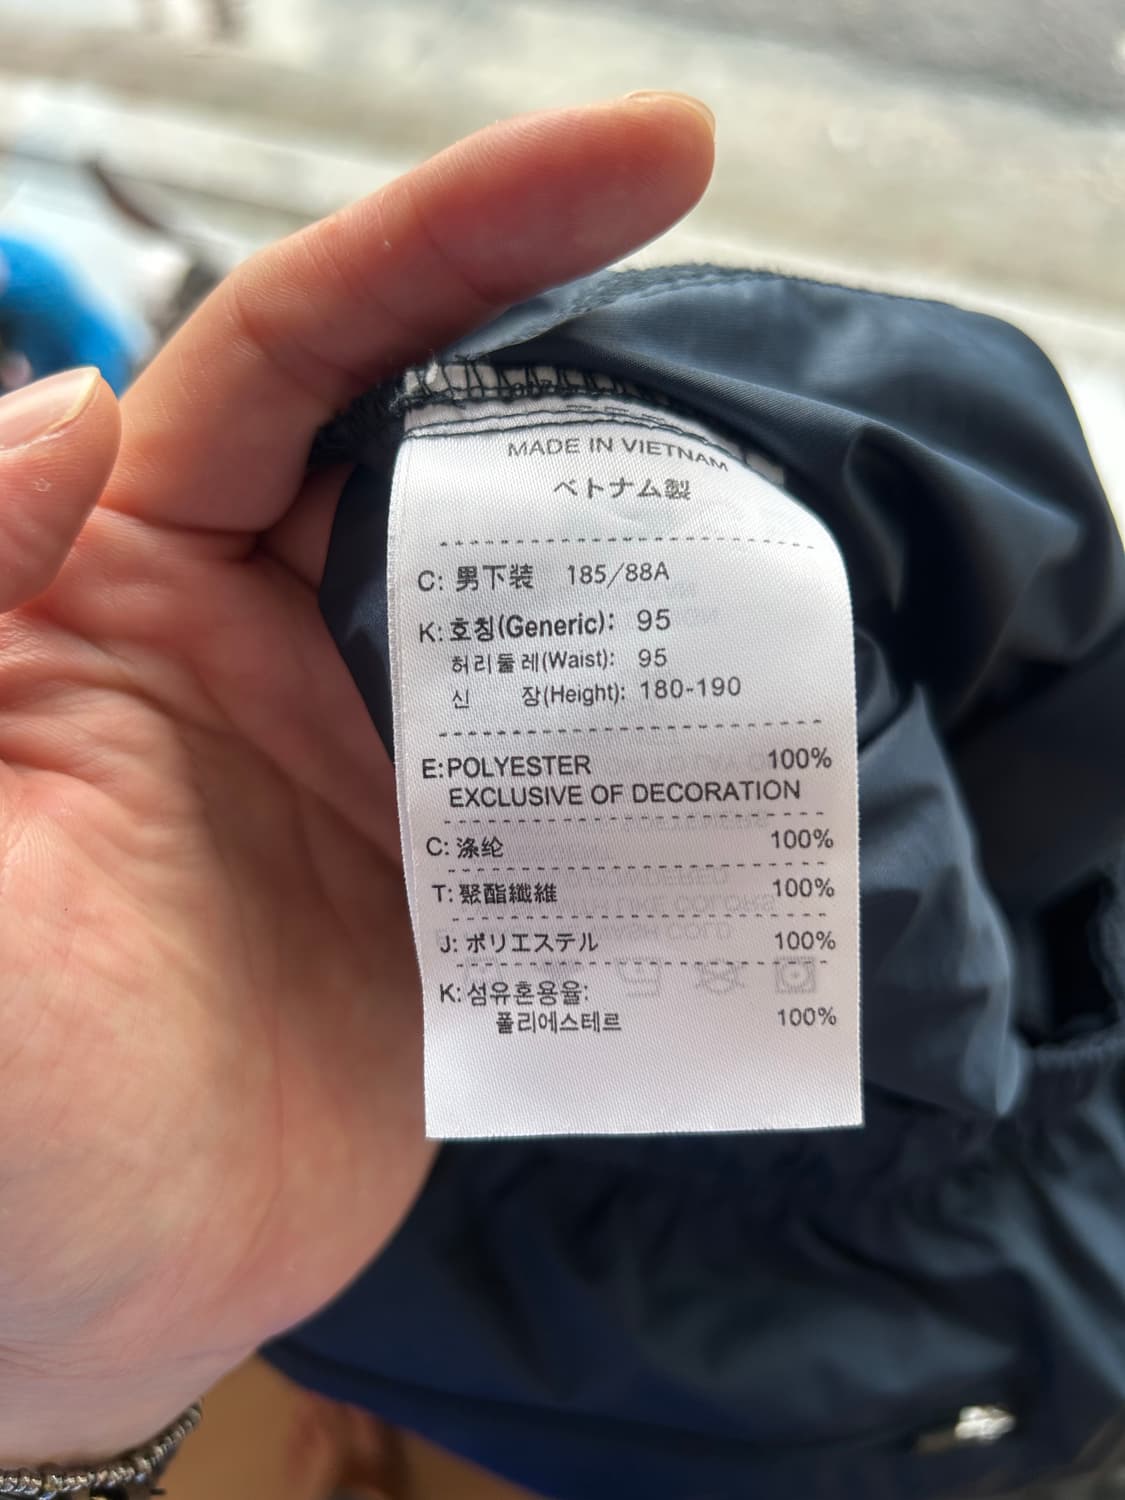 MADE IN VIETNAM
ベトナム製
C: 男下装 185/88A
K: 호칭(Generic): 95
허리둘레(Waist): 95
신 장(Height): 180-190
E:POLYESTER 100%
EXCLUSIVE OF DECORATION
C: 涤纶 100%
T: 聚酯纖維 100%
J: ポリエステル 100%
K: 섬유혼용율:
폴리에스테르 100%